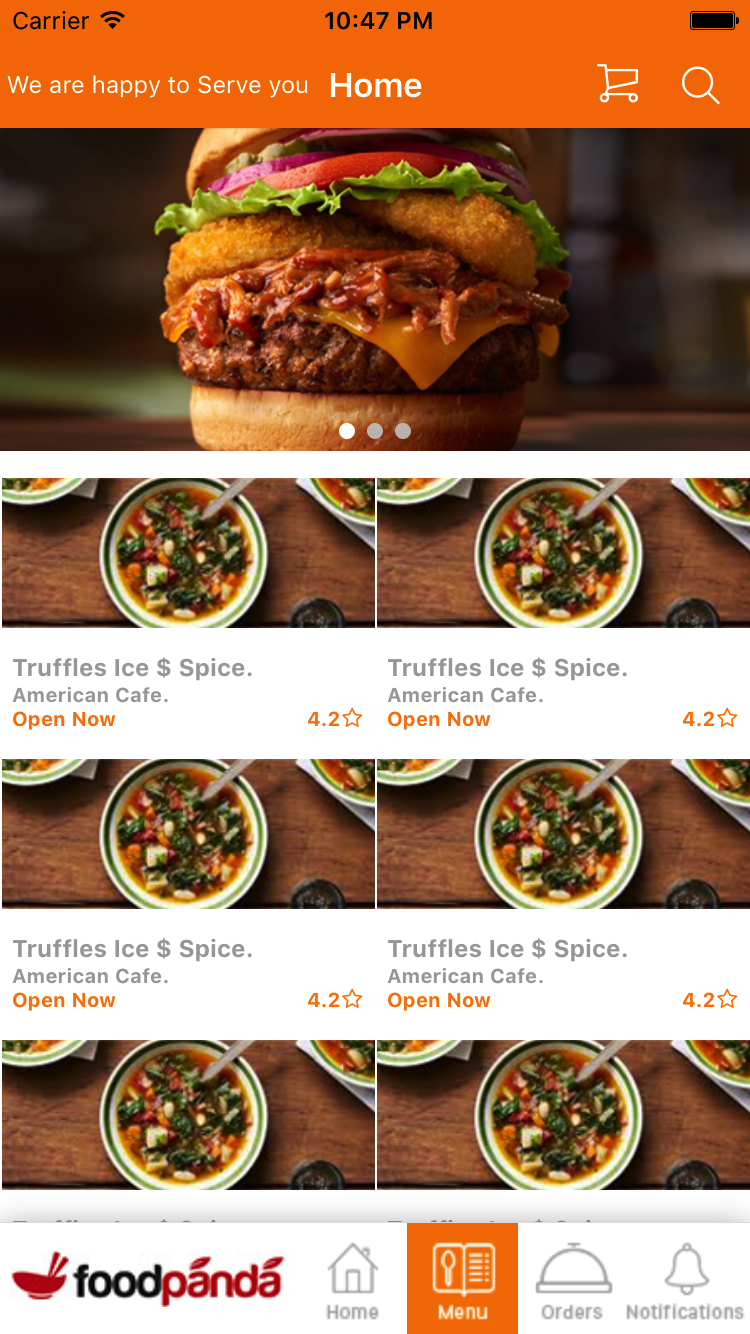 Carrier 10:47 PM
We are happy to Serve you Home
Truffles Ice $ Spice. Truffles Ice $ Spice.
American Cafe. American Cafe.
Open Now 4.2 Open Now 4.2
Truffles Ice $ Spice. Truffles Ice $ Spice.
American Cafe. American Cafe.
Open Now 4.2 Open Now 4.2
foodpanda Home Menu Orders Notifications